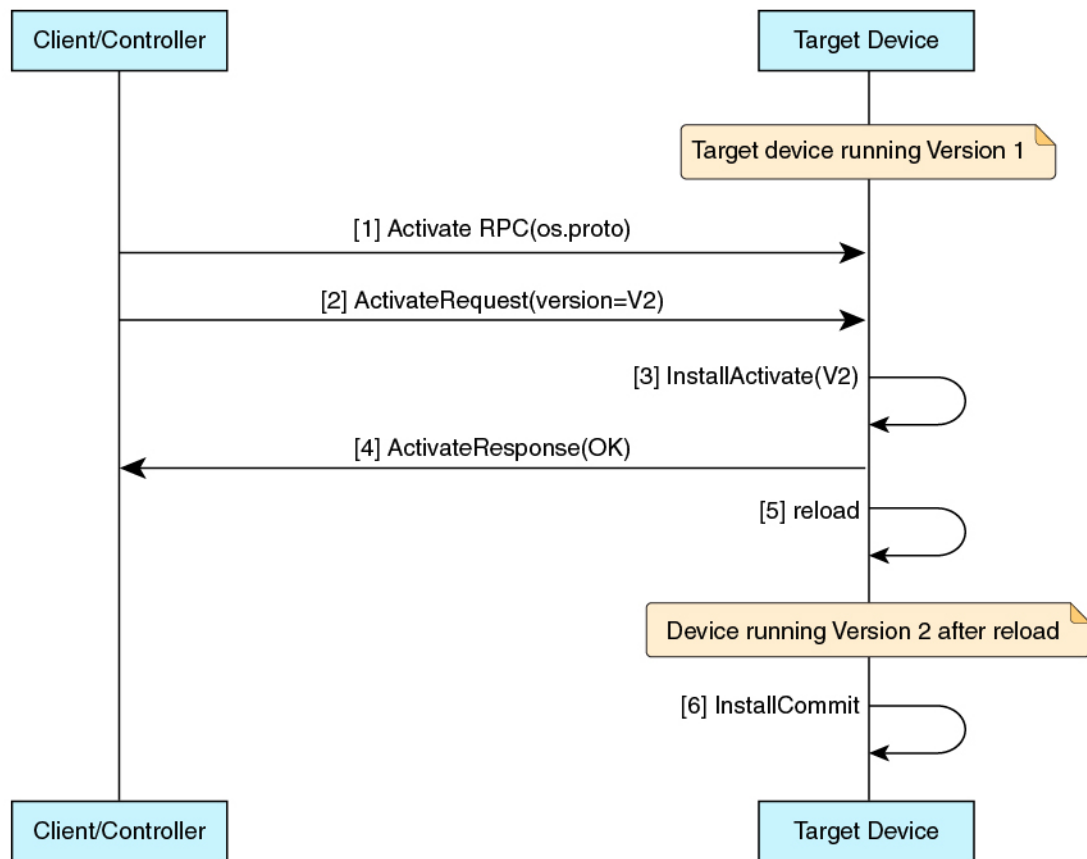 Client/Controller
Target Device
Target device running Version 1
[1] Activate RPC(os.proto)
[2] ActivateRequest(version=V2)
[3] InstallActivate(V2)
[4] ActivateResponse(OK)
[5] reload
Device running Version 2 after reload
[6] InstallCommit
Client/Controller
Target Device